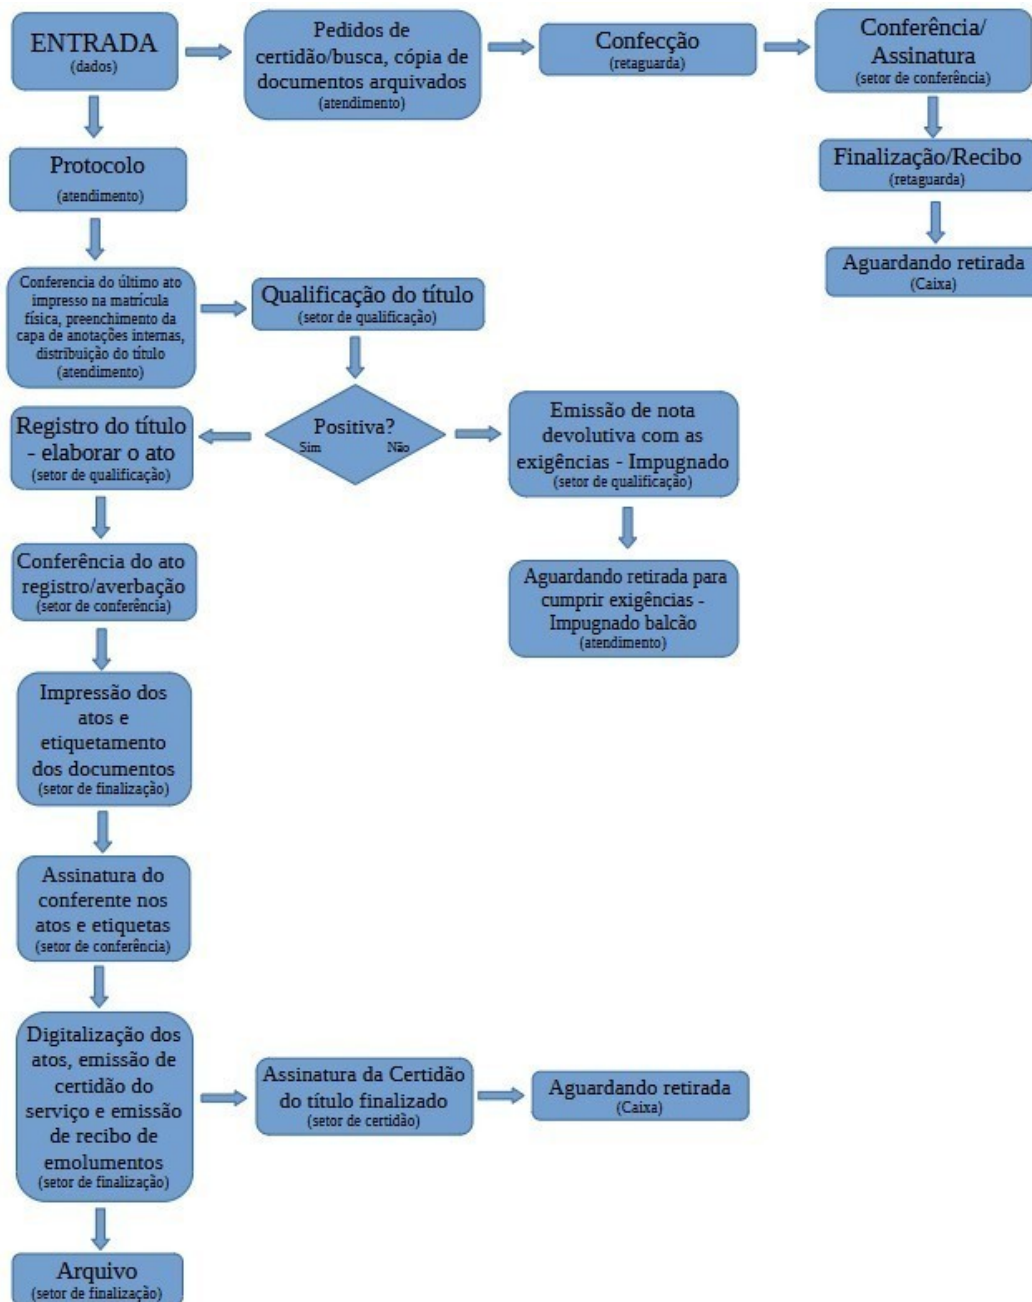 ENTRADA
(dados)
Pedidos de
certidão/busca, cópia de
documentos arquivados
(atendimento)
Confecção
(retaguarda)
Conferência/
Assinatura
(setor de conferência)
Protocolo
(atendimento)
Finalização/Recibo
(retaguarda)
Aguardando retirada
(Caixa)
Conferencia do último ato
impresso na matrícula
física, preenchimento da
capa de anotações internas,
distribuição do título
(atendimento)
Qualificação do título
(setor de qualificação)
Positiva?
Sim Não
Registro do título
- elaborar o ato
(setor de qualificação)
Emissão de nota
devolutiva com as
exigências - Impugnado
(setor de qualificação)
Conferência do ato
registro/averbação
(setor de conferência)
Aguardando retirada para
cumprir exigências -
Impugnado balcão
(atendimento)
Impressão dos
atos e
etiquetamento
dos documentos
(setor de finalização)
Assinatura do
conferente nos
atos e etiquetas
(setor de conferência)
Digitalização dos
atos, emissão de
certidão do
serviço e emissão
de recibo de
emolumentos
(setor de finalização)
Assinatura da Certidão
do título finalizado
(setor de certidão)
Aguardando retirada
(Caixa)
Arquivo
(setor de finalização)